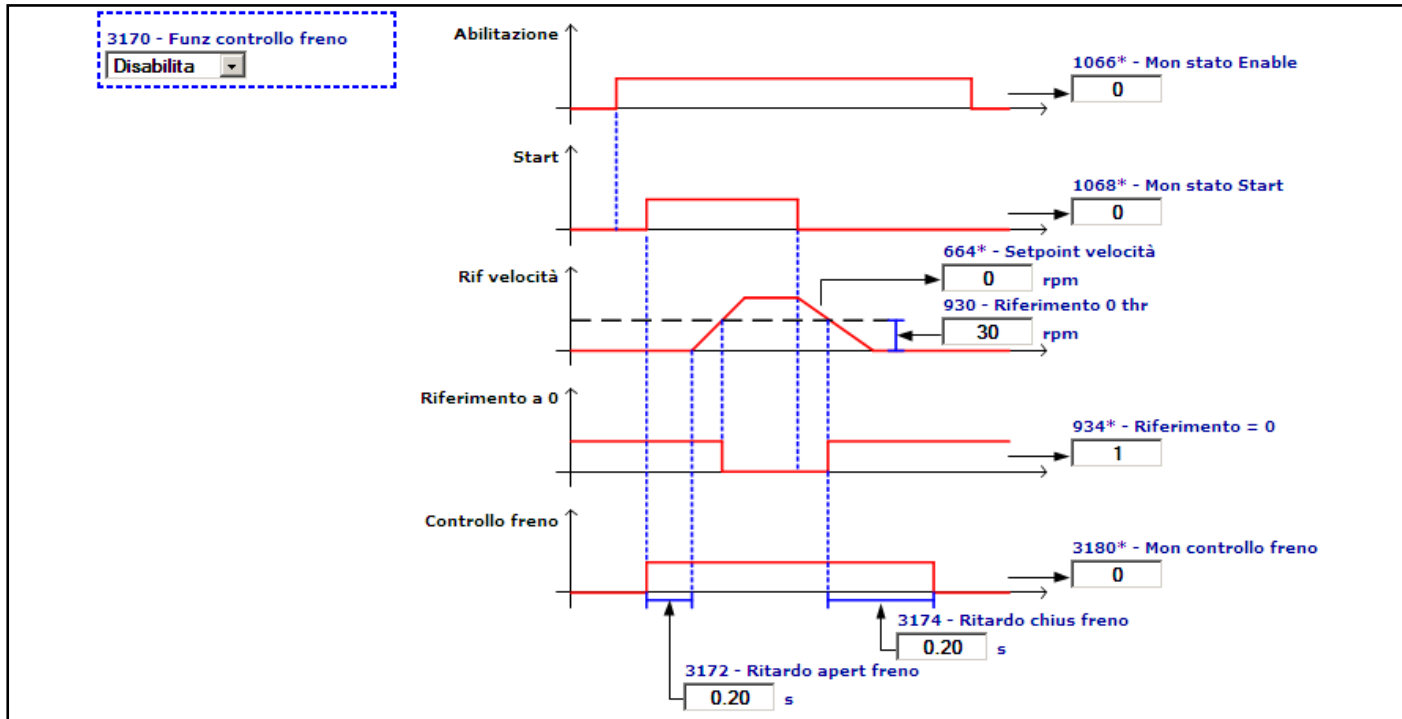 3170 - Funz controllo freno
Disabilita
Abilitazione
1066* - Mon stato Enable
0
Start
1068* - Mon stato Start
0
Rif velocità
664* - Setpoint velocità
0 rpm
930 - Riferimento 0 thr
30 rpm
Riferimento a 0
934* - Riferimento = 0
1
Controllo freno
3180* - Mon controllo freno
0
3174 - Ritardo chius freno
0.20 s
3172 - Ritardo apert freno
0.20 s